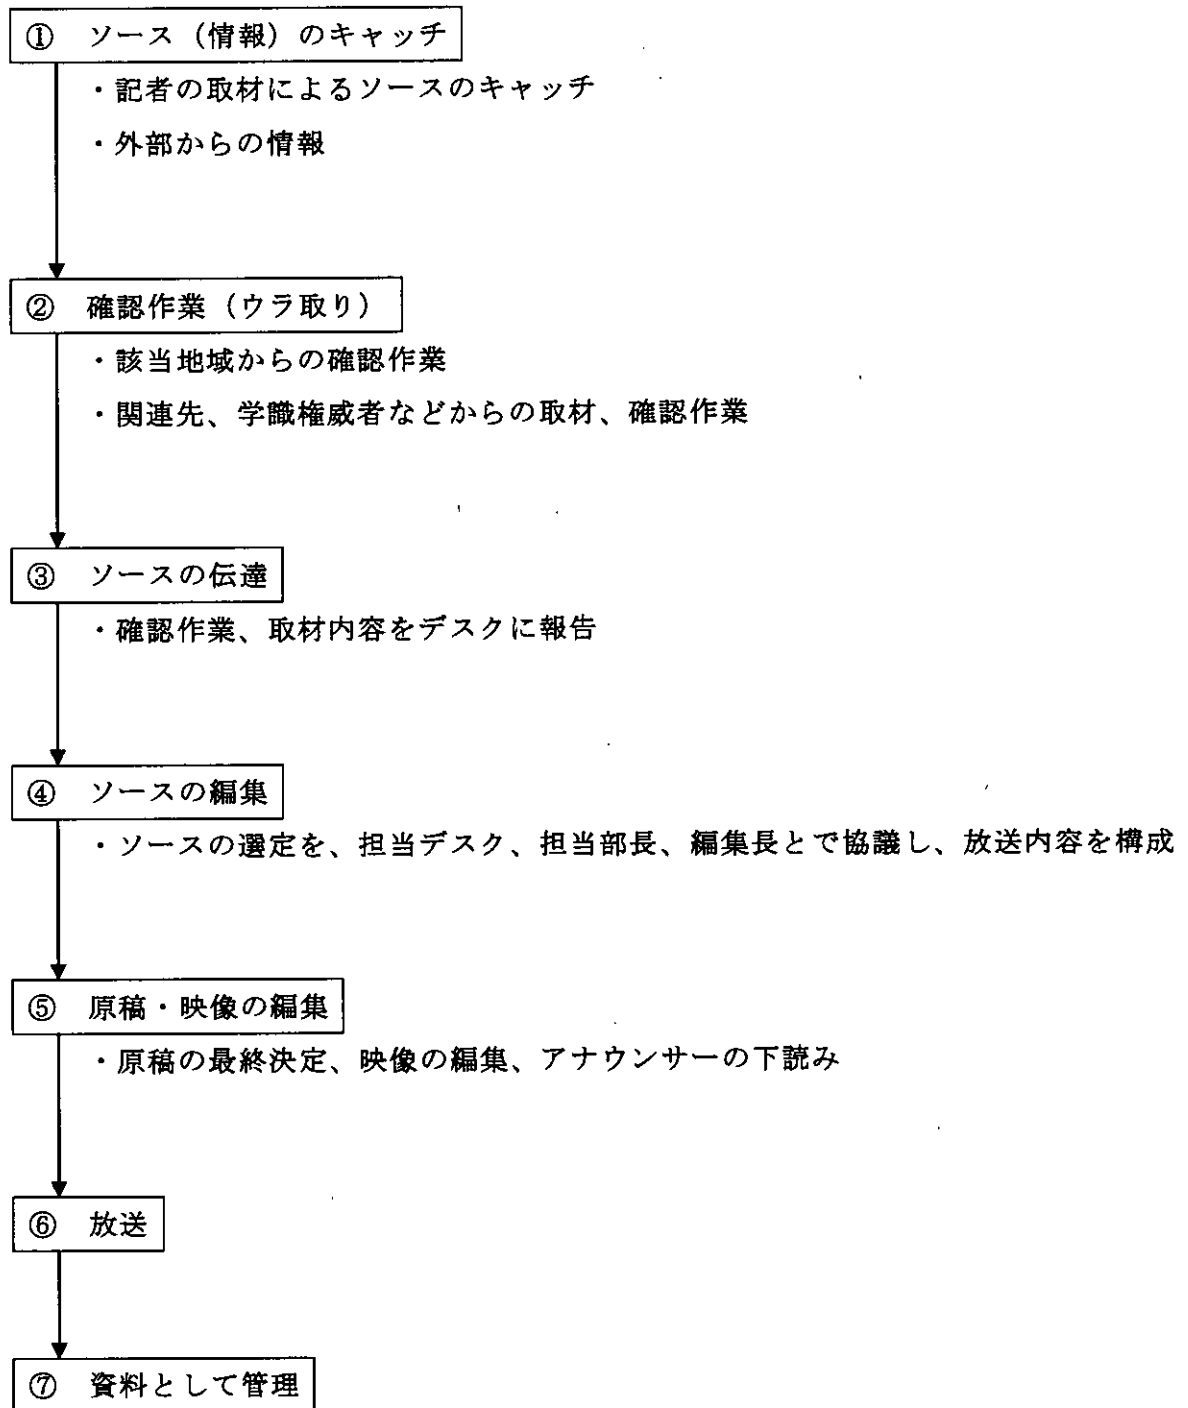 ① ソース（情報）のキャッチ
・記者の取材によるソースのキャッチ
・外部からの情報
② 確認作業（ウラ取り）
・該当地域からの確認作業
・関連先、学識権威者などからの取材、確認作業
③ ソースの伝達
・確認作業、取材内容をデスクに報告
④ ソースの編集
・ソースの選定を、担当デスク、担当部長、編集長とで協議し、放送内容を構成
⑤ 原稿・映像の編集
・原稿の最終決定、映像の編集、アナウンサーの下読み
⑥ 放送
⑦ 資料として管理